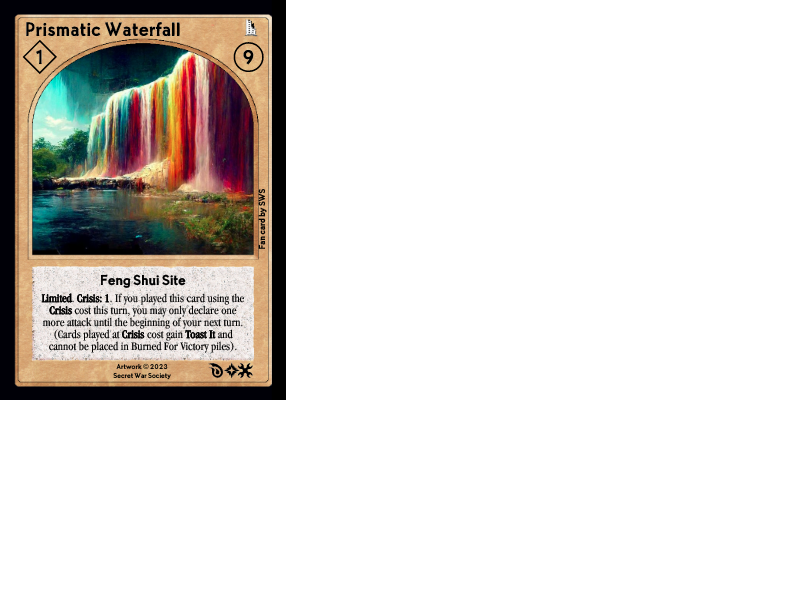 Prismatic Waterfall
1
9
Fan card by SWS
Feng Shui Site
Limited. Crisis: 1. If you played this card using the
Crisis cost this turn, you may only declare one
more attack until the beginning of your next turn.
(Cards played at Crisis cost gain Toast It and
cannot be placed in Burned For Victory piles).
Artwork © 2023
Secret War Society